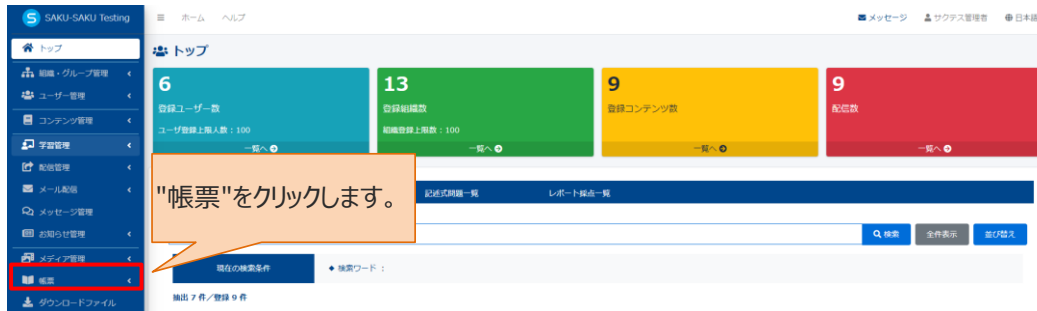 SAKU-SAKU Testing
ホーム ヘルプ
メッセージ サクテス管理者 日本語
トップ
トップ
組織・グループ管理
ユーザー管理
コンテンツ管理
学習管理
配信管理
メール配信
メッセージ管理
お知らせ管理
メディア管理
帳票
ダウンロードファイル
6
登録ユーザー数
ユーザ登録上限人数:100
一覧へ
13
登録組織数
組織登録上限数:100
一覧へ
9
登録コンテンツ数
一覧へ
9
配信数
一覧へ
"帳票"をクリックします。
記述式問題一覧 レポート採点一覧
検索 全件表示 並び替え
現在の検索条件 ◆ 検索ワード:
抽出 7 件/登録 9 件